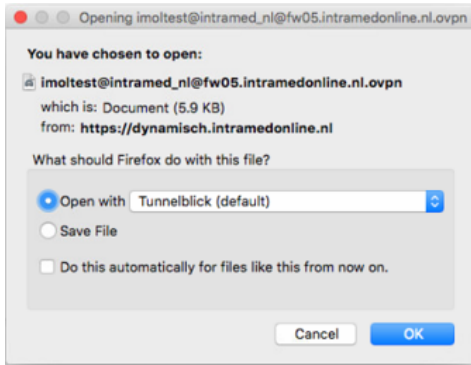 Opening imoltest@intramed_nl@fw05.intramedonline.nl.ovpn
You have chosen to open:
imoltest@intramed_nl@fw05.intramedonline.nl.ovpn
which is: Document (5.9 KB)
from: https://dynamisch.intramedonline.nl
What should Firefox do with this file?
Open with Tunnelblick (default)
Save File
Do this automatically for files like this from now on.
Cancel OK